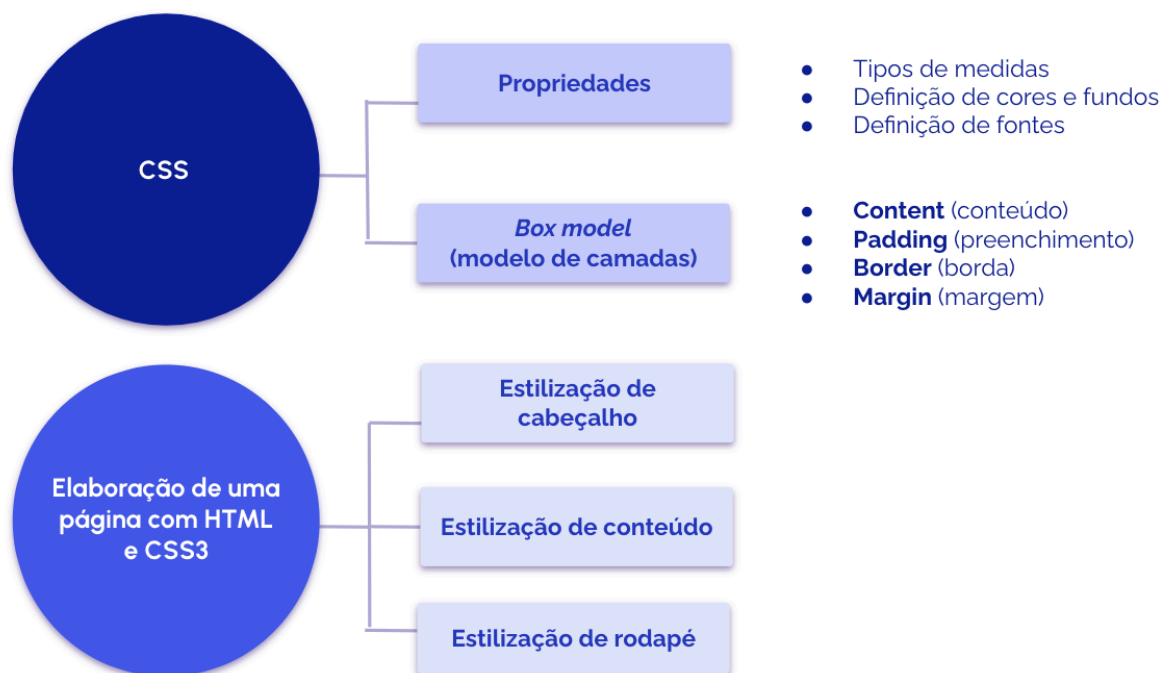 CSS
Propriedades
● Tipos de medidas
● Definição de cores e fundos
● Definição de fontes
Box model
(modelo de camadas)
● Content (conteúdo)
● Padding (preenchimento)
● Border (borda)
● Margin (margem)
Elaboração de uma
página com HTML
e CSS3
Estilização de
cabeçalho
Estilização de conteúdo
Estilização de rodapé